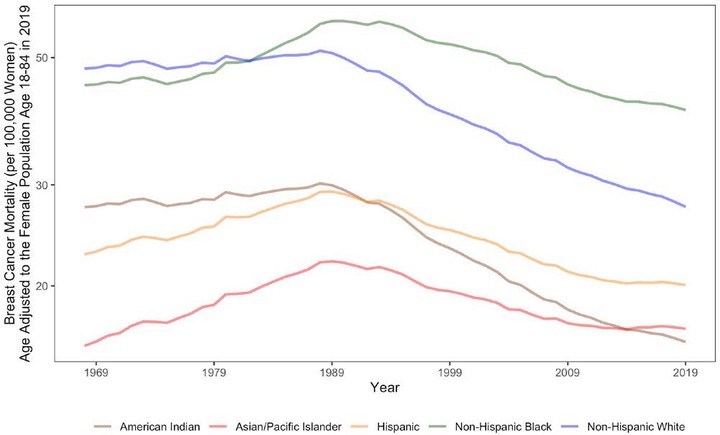 Breast Cancer Mortality (per 100,000 Women)
Age Adjusted to the Female Population Age 18-84 in 2019
50
30
20
1969 1979 1989 1999 2009 2019
Year
American Indian Asian/Pacific Islander Hispanic Non-Hispanic Black Non-Hispanic White